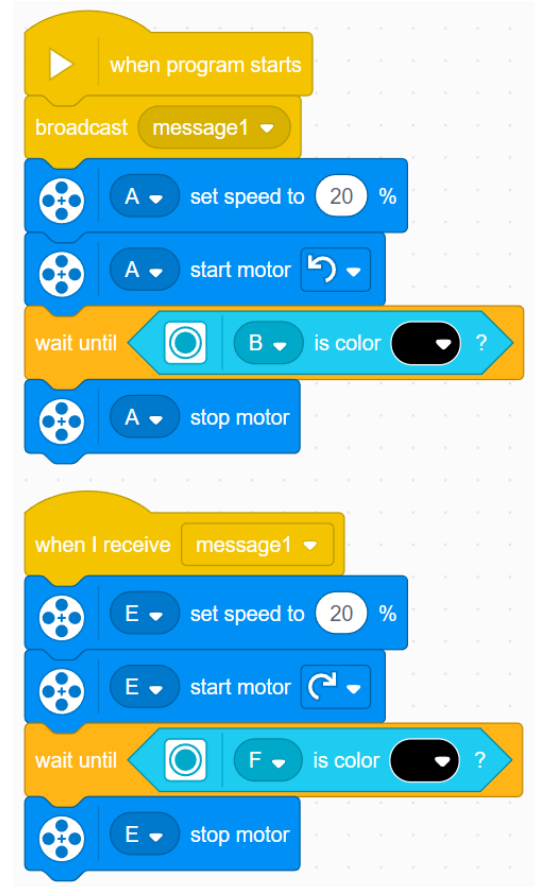 when program starts
broadcast message1
A set speed to 20 %
A start motor
wait until B is color ?
A stop motor
when I receive message1
E set speed to 20 %
E start motor
wait until F is color ?
E stop motor